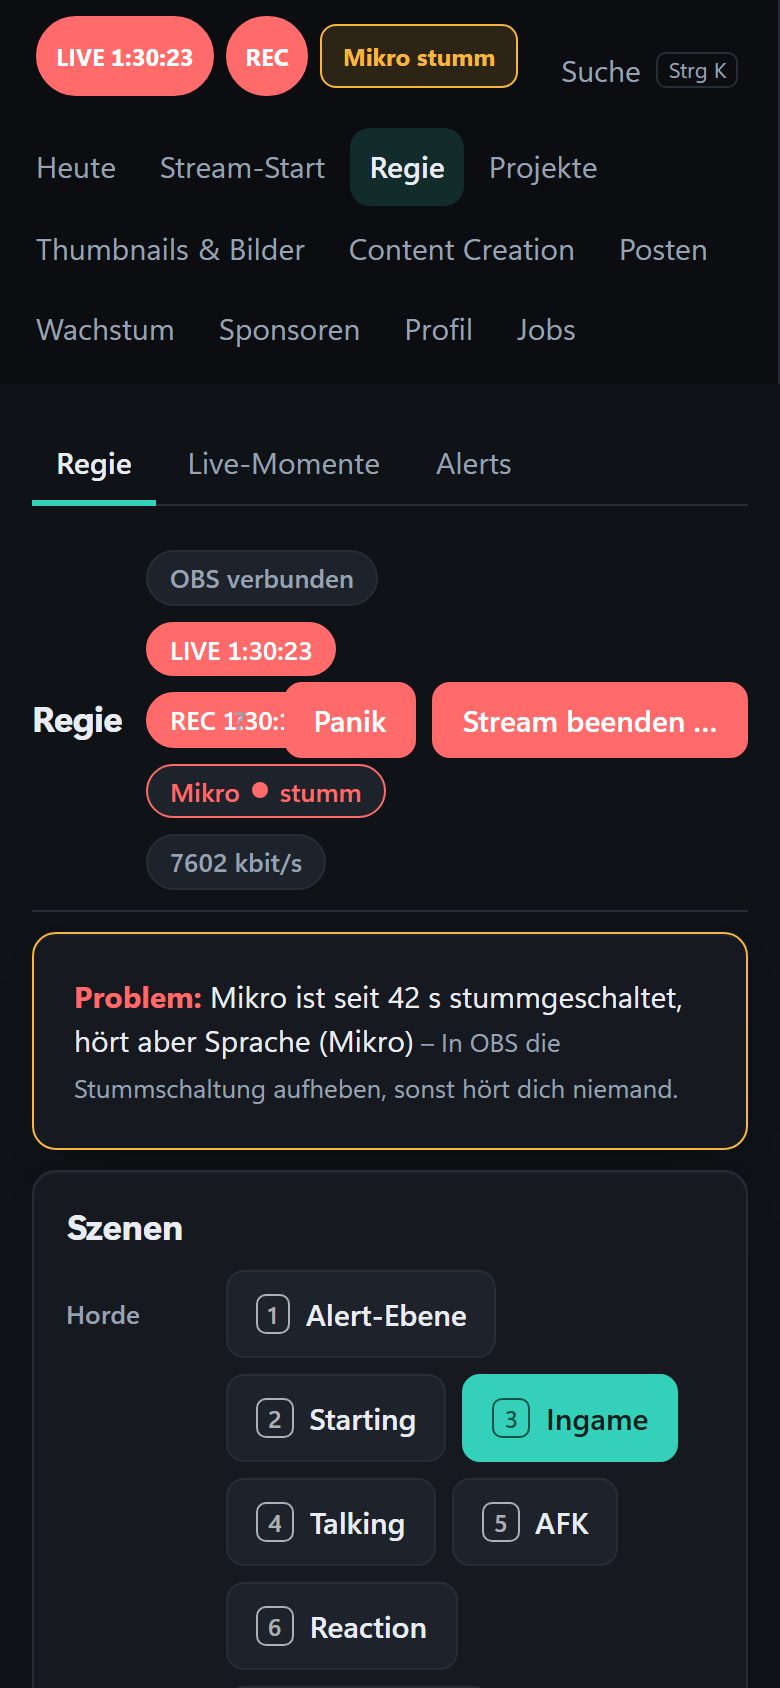 LIVE 1:30:23 REC Mikro stumm Suche Strg K
Heute Stream-Start Regie Projekte
Thumbnails & Bilder Content Creation Posten
Wachstum Sponsoren Profil Jobs
Regie Live-Momente Alerts
OBS verbunden
LIVE 1:30:23
Regie REC Panik Stream beenden ...
Mikro stumm
7602 kbit/s
Problem: Mikro ist seit 42 s stummgeschaltet,
hört aber Sprache (Mikro) – In OBS die
Stummschaltung aufheben, sonst hört dich niemand.
Szenen
Horde 1 Alert-Ebene
2 Starting 3 Ingame
4 Talking 5 AFK
6 Reaction